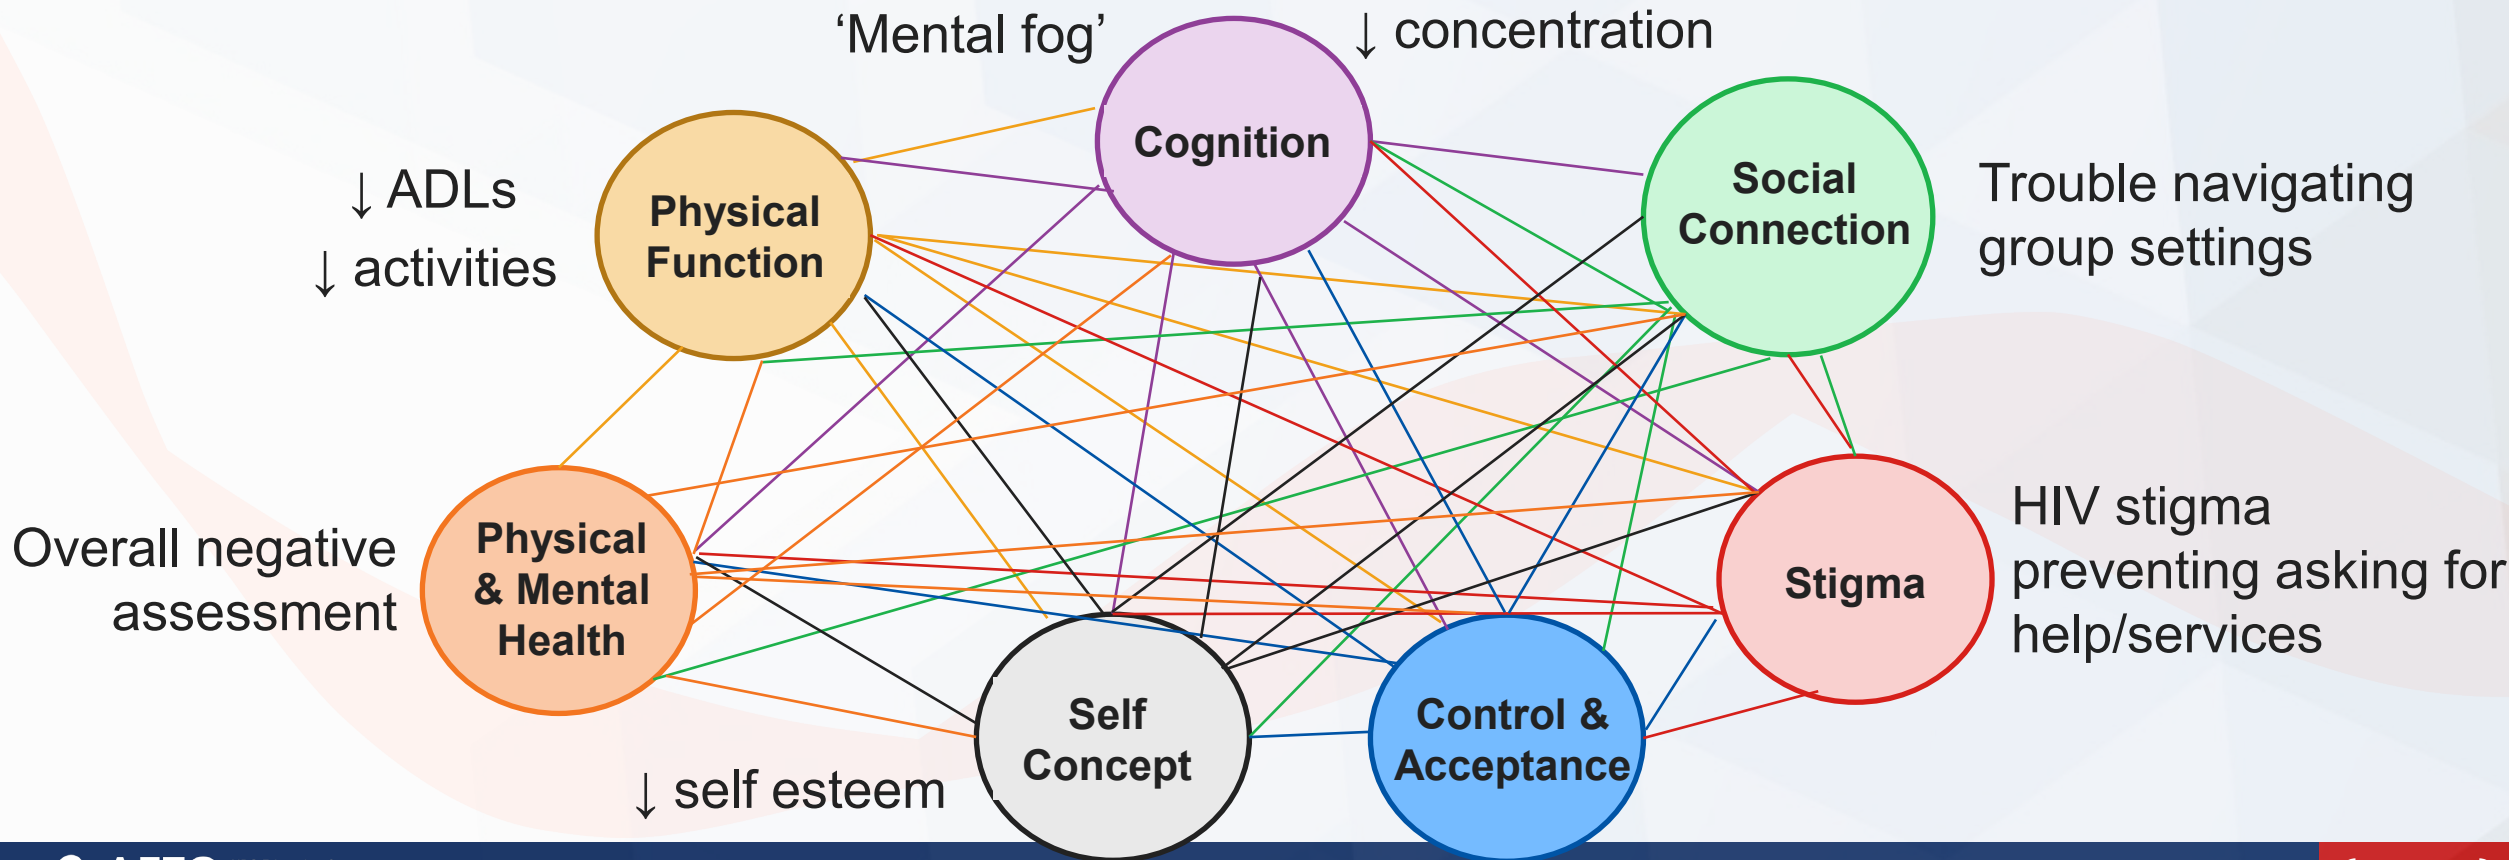 ‘Mental fog’
↓ concentration
Cognition
Social
Connection
Trouble navigating
group settings
↓ ADLs
↓ activities
Physical
Function
Overall negative
assessment
Physical
& Mental
Health
Stigma
HIV stigma
preventing asking for
help/services
Self
Concept
↓ self esteem
Control &
Acceptance